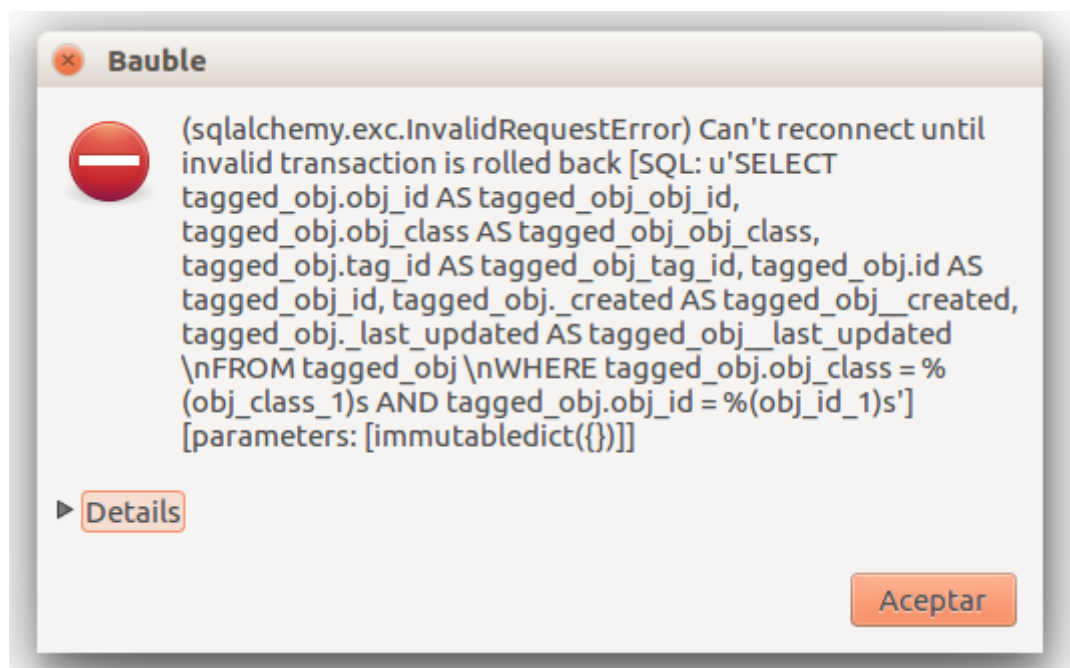 Bauble
(sqlalchemy.exc.InvalidRequestError) Can't reconnect until
invalid transaction is rolled back [SQL: u'SELECT
tagged_obj.obj_id AS tagged_obj_obj_id,
tagged_obj.obj_class AS tagged_obj_obj_class,
tagged_obj.tag_id AS tagged_obj_tag_id, tagged_obj.id AS
tagged_obj_id, tagged_obj._created AS tagged_obj__created,
tagged_obj._last_updated AS tagged_obj__last_updated
\nFROM tagged_obj \nWHERE tagged_obj.obj_class = %
(obj_class_1)s AND tagged_obj.obj_id = %(obj_id_1)s']
[parameters: [immutabledict({})]]
Details
Aceptar